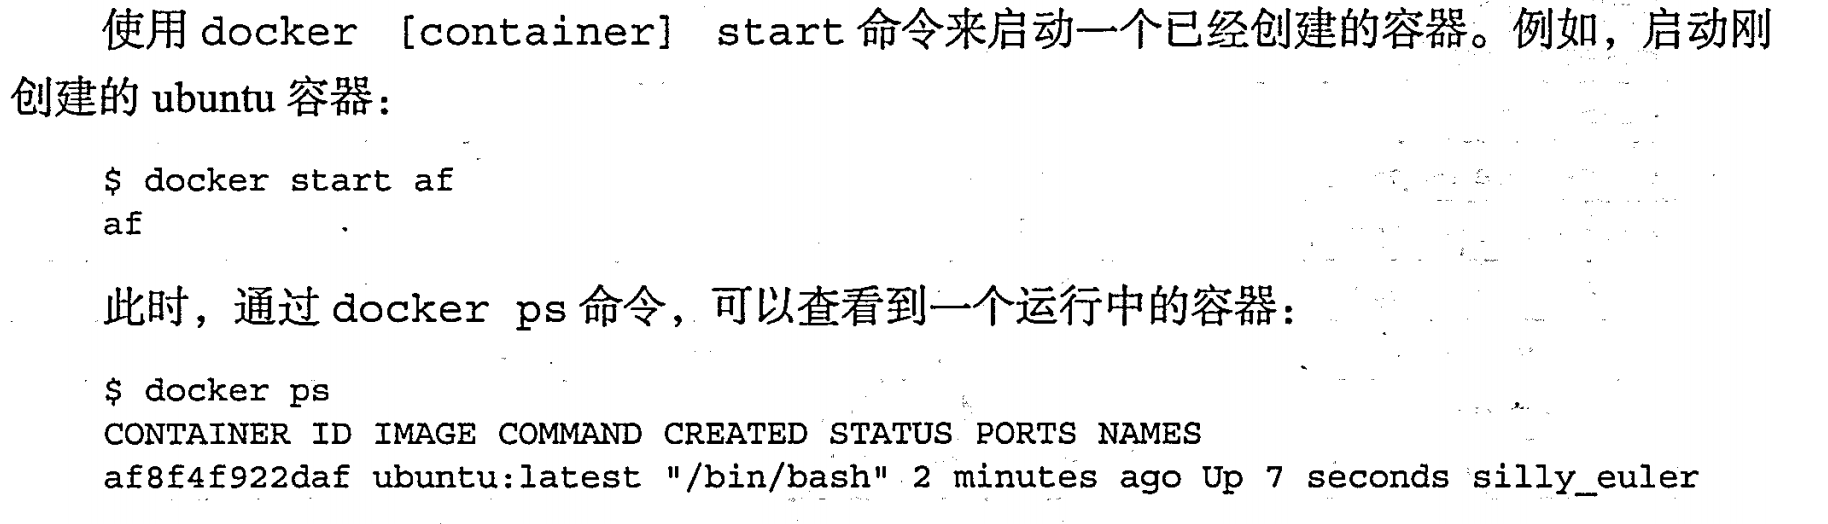 使用 docker [container] start 命令来启动一个已经创建的容器。例如，启动刚
创建的 ubuntu 容器：
$ docker start af
af
此时，通过 docker ps 命令，可以查看到一个运行中的容器：
$ docker ps
CONTAINER ID IMAGE COMMAND CREATED STATUS PORTS NAMES
af8f4f922daf ubuntu:latest "/bin/bash" 2 minutes ago Up 7 seconds silly_euler